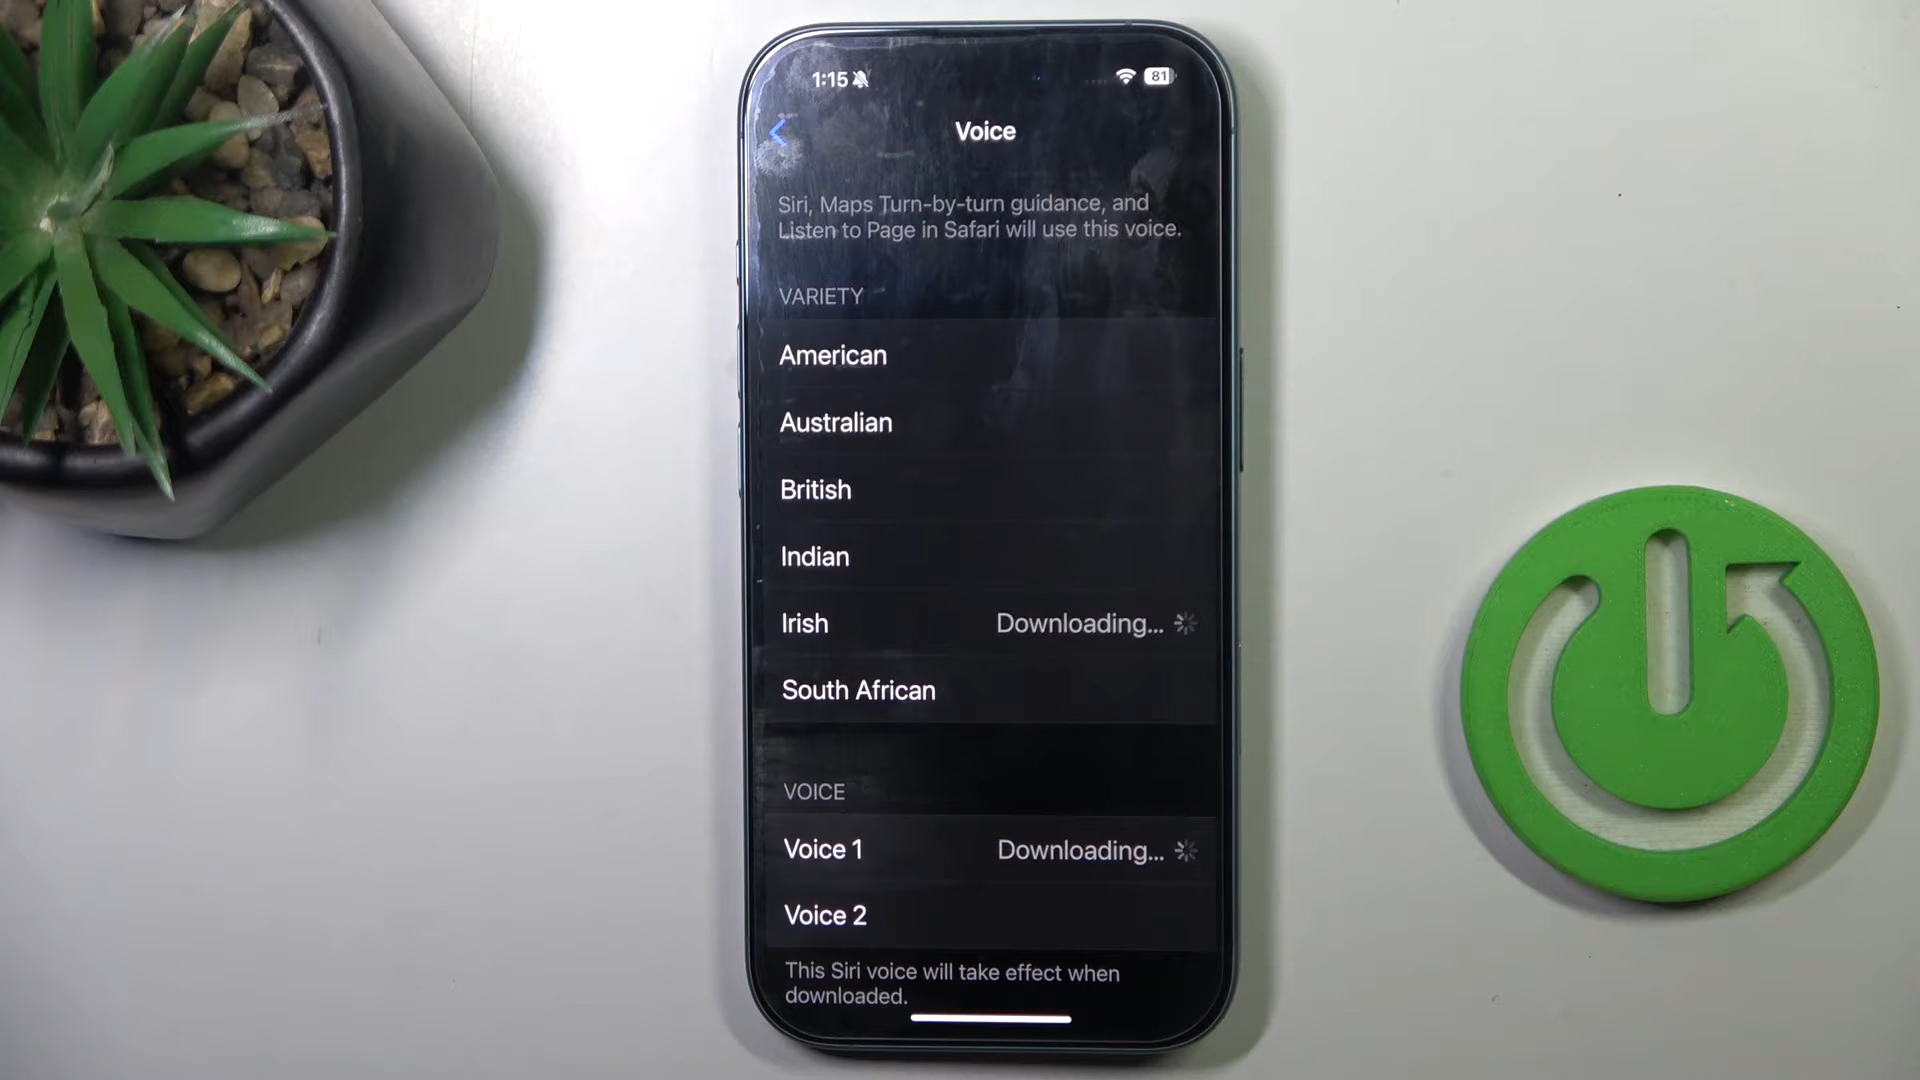 1:15
81
Voice
Siri, Maps Turn-by-turn guidance, and
Listen to Page in Safari will use this voice.
VARIETY
American
Australian
British
Indian
Irish Downloading...
South African
VOICE
Voice 1 Downloading...
Voice 2
This Siri voice will take effect when
downloaded.